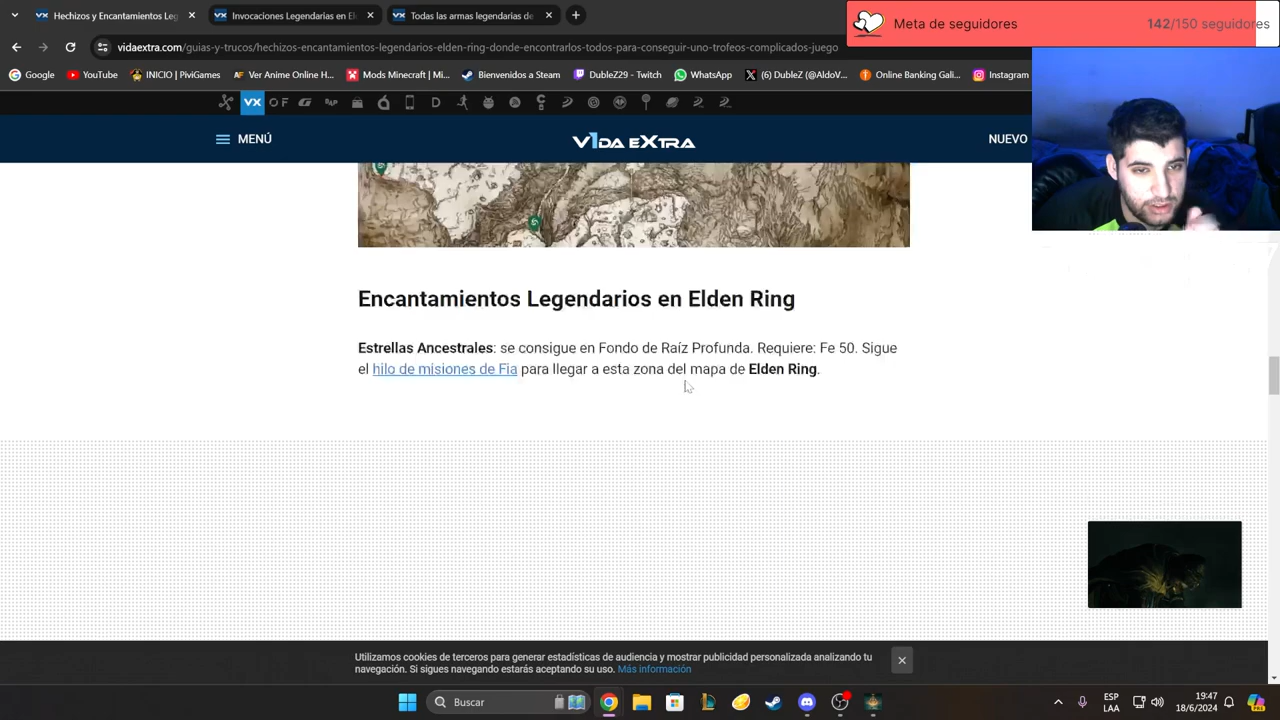 Hechizos y Encantamientos Leg
Invocaciones Legendarias en El
Todas las armas legendarias de
Meta de seguidores
142/150 seguidores
vidaextra.com/guias-y-trucos/hechizos-encantamientos-legendarios-elden-ring-donde-encontrarlos-todos-para-conseguir-uno-trofeos-complicados-juego
Google
YouTube
INICIO | PiviGames
Ver Anime Online H...
Mods Minecraft | Mi...
Bienvenidos a Steam
DubleZ29 - Twitch
WhatsApp
(6) DubleZ (@AldoV...
Online Banking Gali...
Instagram
VX
MENÚ
VIDA EXTRA
NUEVO
Encantamientos Legendarios en Elden Ring
Estrellas Ancestrales: se consigue en Fondo de Raíz Profunda. Requiere: Fe 50. Sigue
el hilo de misiones de Fia para llegar a esta zona del mapa de Elden Ring.
Utilizamos cookies de terceros para generar estadísticas de audiencia y mostrar publicidad personalizada analizando tu
navegación. Si sigues navegando estarás aceptando su uso. Más información
Buscar
ESP
LAA
19:47
18/6/2024